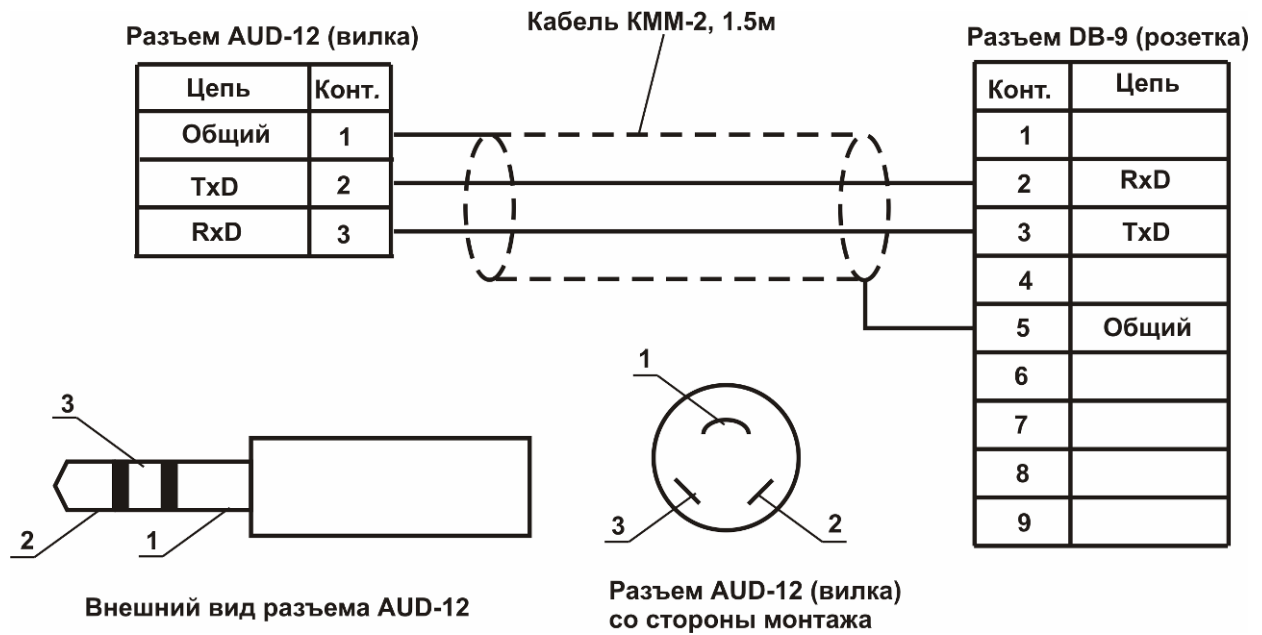 Кабель КММ-2, 1.5м
Разъем AUD-12 (вилка)
Разъем DB-9 (розетка)
Цепь Конт.
Общий 1
TxD 2
RxD 3
Конт. Цепь
1
2 RxD
3 TxD
4
5 Общий
6
7
8
9
3
2
1
1
3
2
Внешний вид разъема AUD-12
Разъем AUD-12 (вилка)
со стороны монтажа